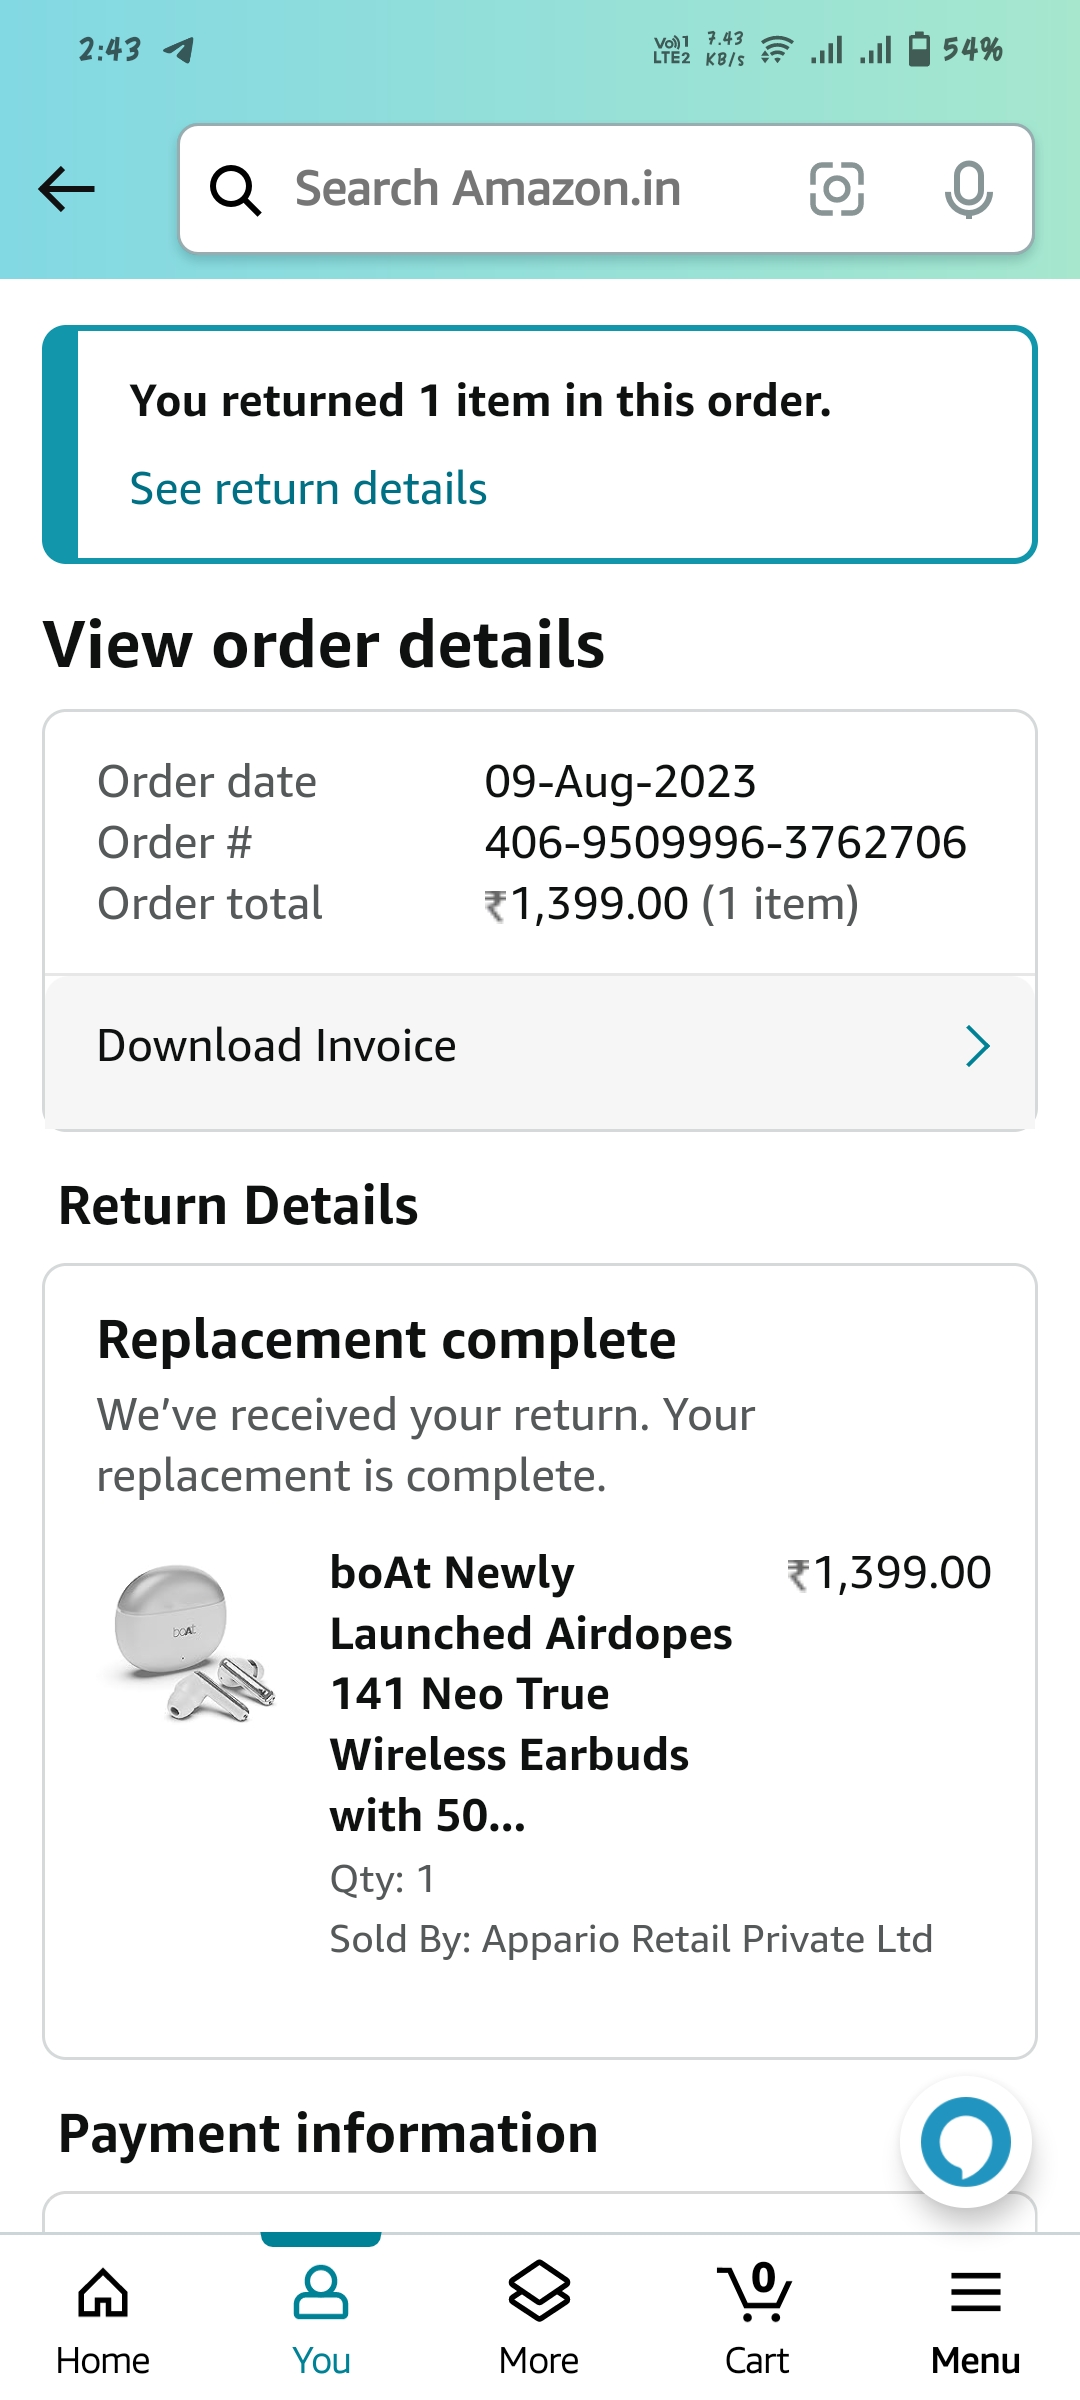 2:43
Vo)) 1
LTE2
7.43
KB/s
54%
Search Amazon.in
You returned 1 item in this order.
See return details
View order details
Order date 09-Aug-2023
Order # 406-9509996-3762706
Order total ₹1,399.00 (1 item)
Download Invoice
Return Details
Replacement complete
We've received your return. Your
replacement is complete.
boAt
boAt Newly ₹1,399.00
Launched Airdopes
141 Neo True
Wireless Earbuds
with 50...
Qty: 1
Sold By: Appario Retail Private Ltd
Payment information
0
Home You More Cart Menu